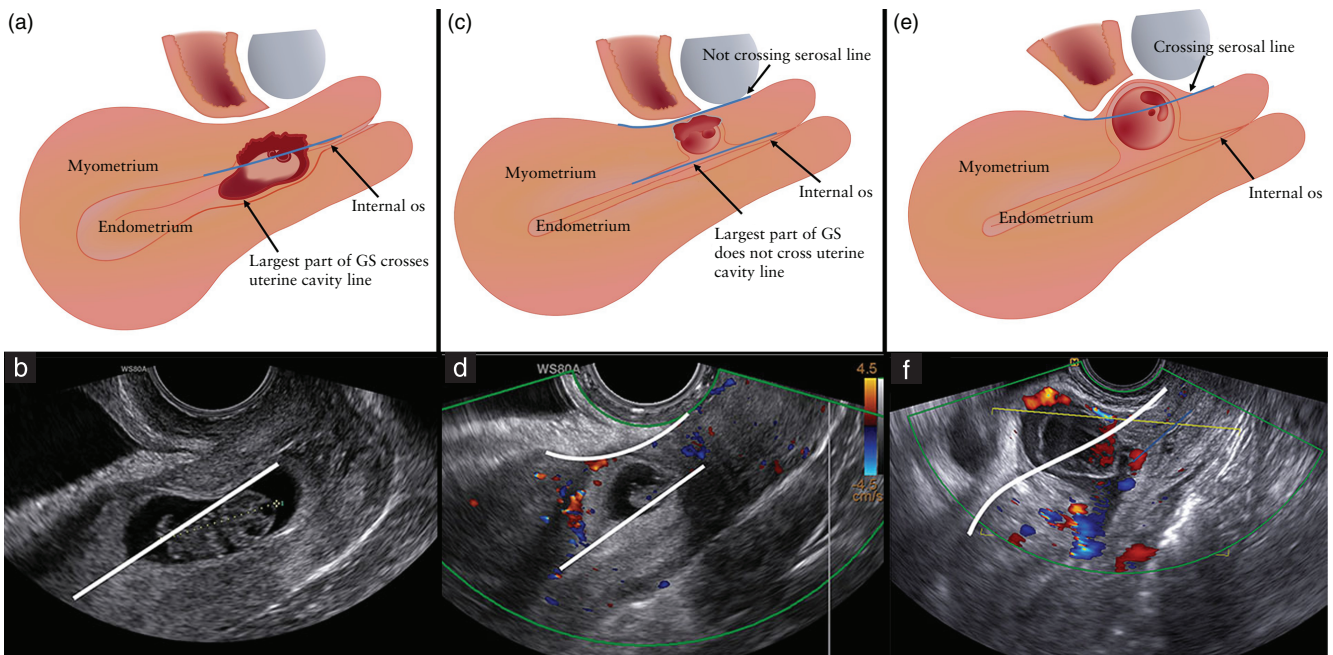 (a)
Myometrium
Endometrium
Internal os
Largest part of GS crosses
uterine cavity line
(c)
Not crossing serosal line
Myometrium
Endometrium
Internal os
Largest part of GS
does not cross uterine
cavity line
(e)
Crossing serosal line
Myometrium
Endometrium
Internal os
b
WS80A
d
WS80A
4.5
-4.5
cm/s
f
M